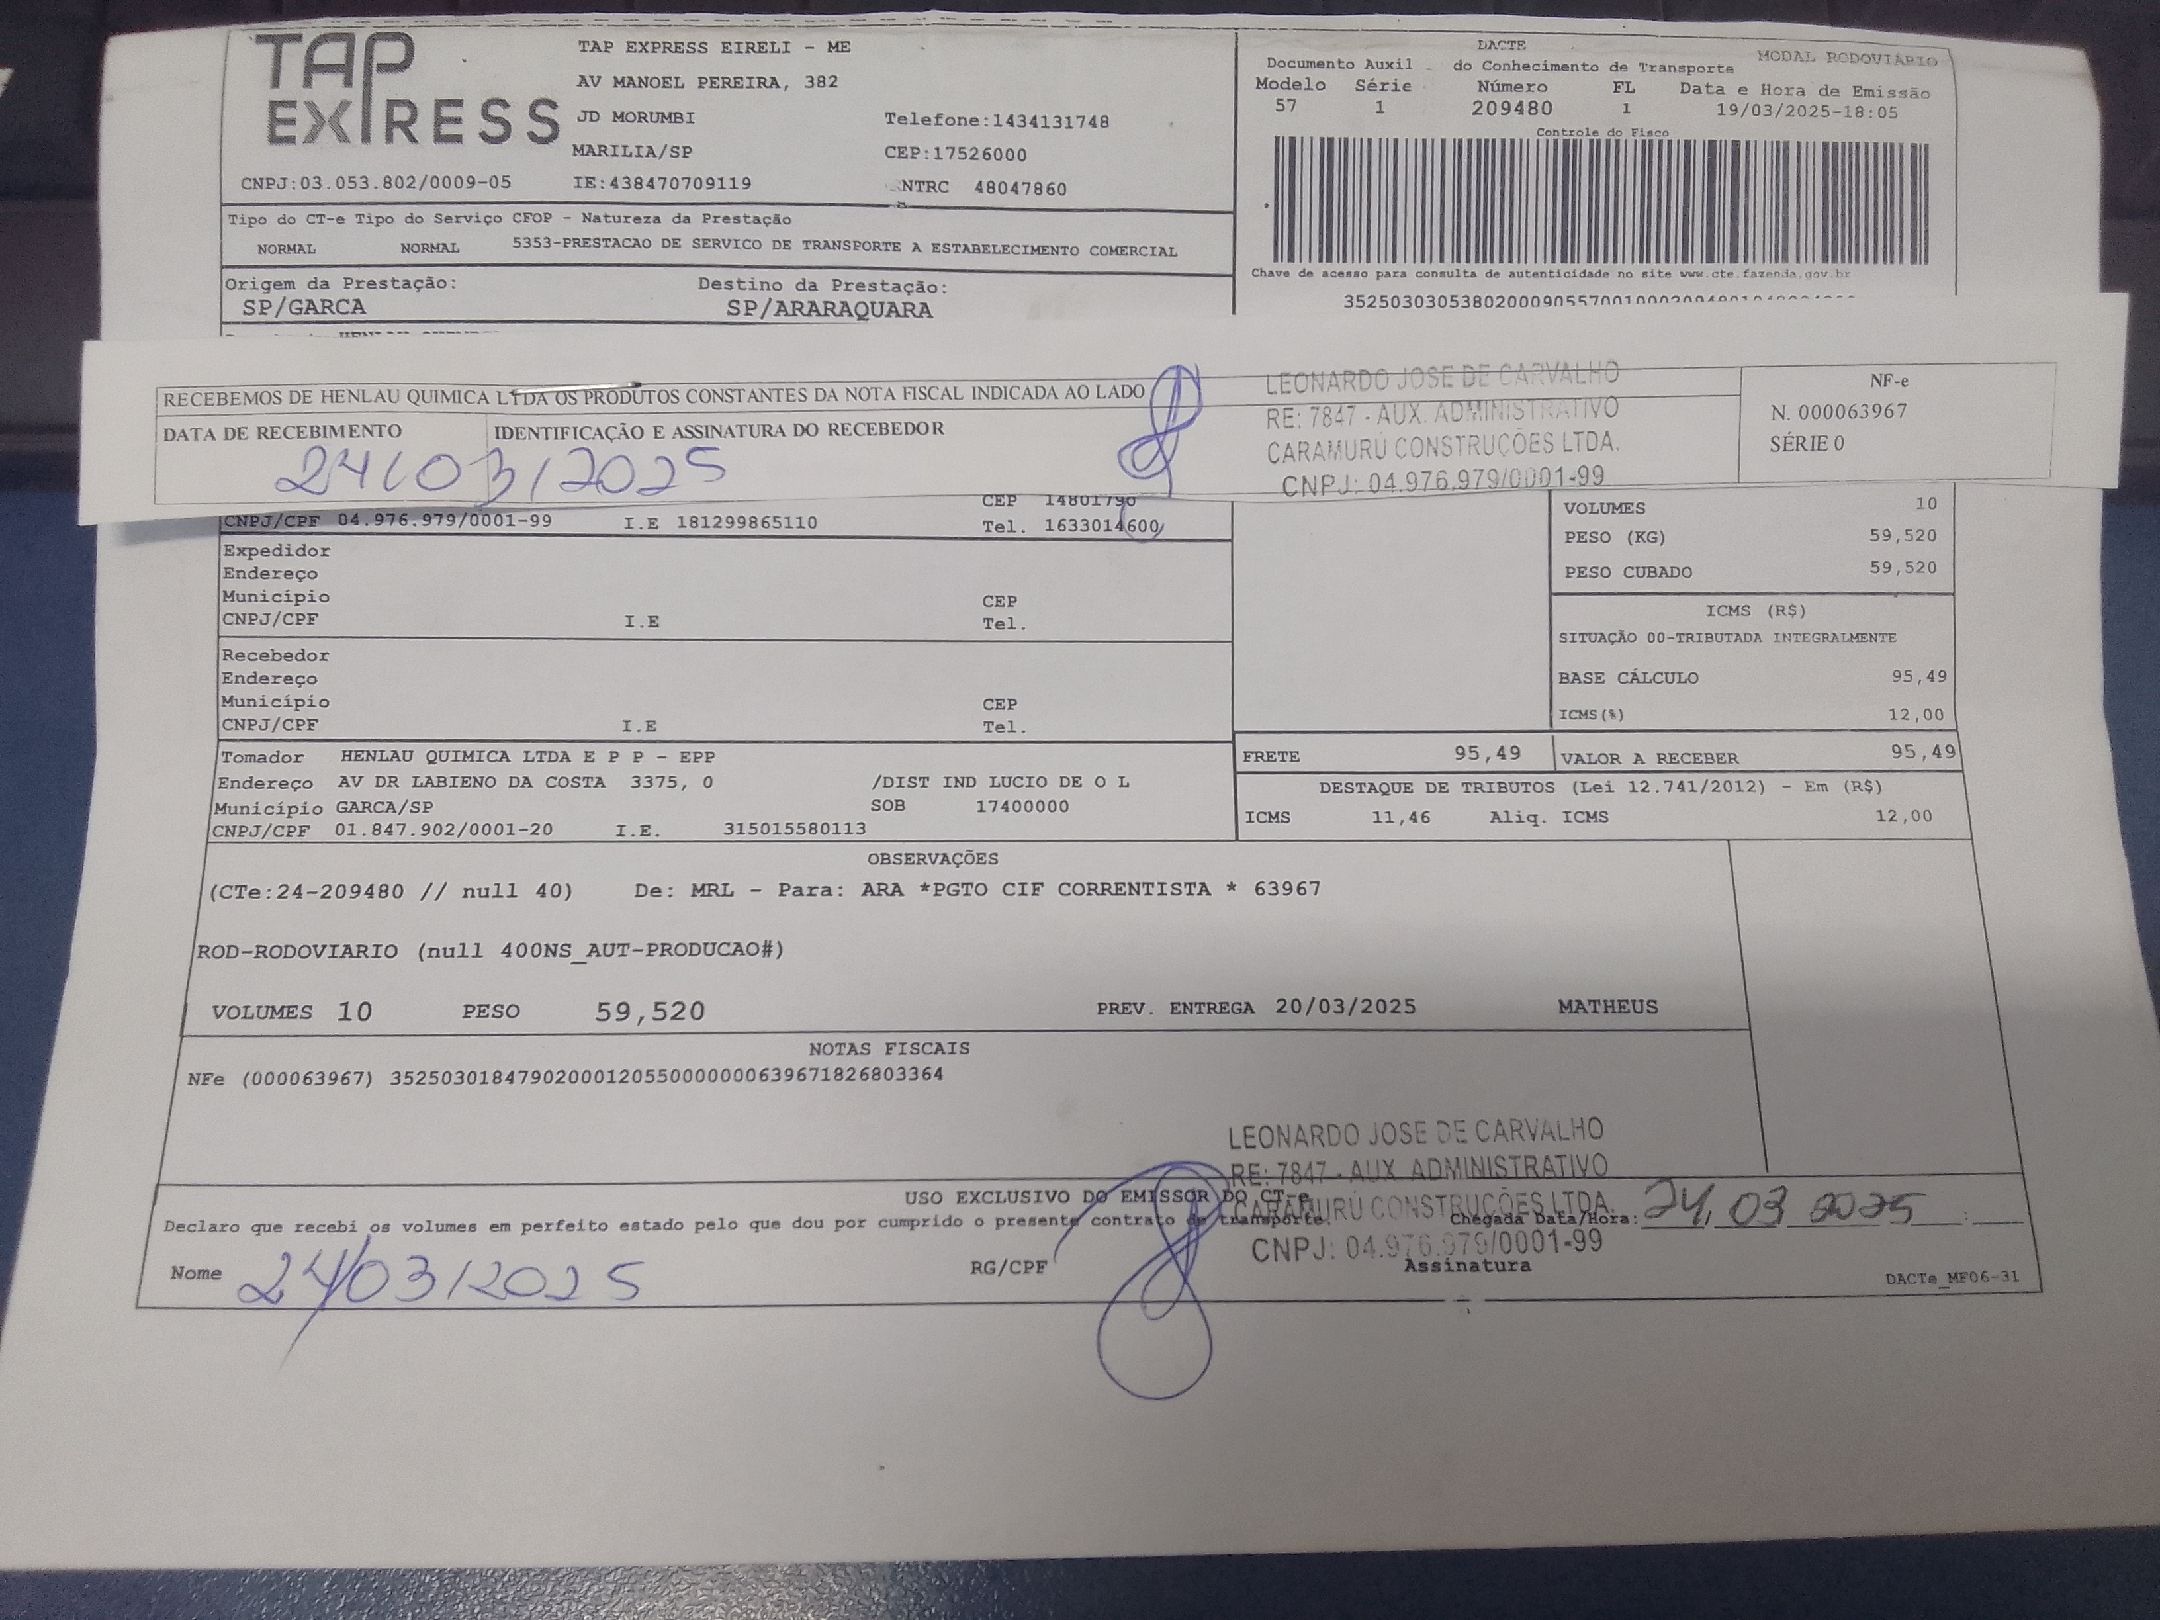 TAP EXPRESS
TAP EXPRESS EIRELI - ME
AV MANOEL PEREIRA, 382
JD MORUMBI Telefone:1434131748
MARILIA/SP CEP:17526000
CNPJ:03.053.802/0009-05 IE:438470709119 NTRC 48047860
DACTE MODAL RODOVIÁRIO
Documento Auxil do Conhecimento de Transporte
Modelo Série Número FL Data e Hora de Emissão
57 1 209480 1 19/03/2025-18:05
Controle do Fisco
Tipo do CT-e Tipo do Serviço CFOP - Natureza da Prestação
NORMAL NORMAL 5353-PRESTACAO DE SERVICO DE TRANSPORTE A ESTABELECIMENTO COMERCIAL
Chave de acesso para consulta de autenticidade no site www.cte.fazenda.gov.br
Origem da Prestação: Destino da Prestação:
SP/GARCA SP/ARARAQUARA
RECEBEMOS DE HENLAU QUIMICA LTDA OS PRODUTOS CONSTANTES DA NOTA FISCAL INDICADA AO LADO
DATA DE RECEBIMENTO IDENTIFICAÇÃO E ASSINATURA DO RECEBEDOR
24/03/2025
LEONARDO JOSE DE CARVALHO
RE: 7847 - AUX. ADMINISTRATIVO
CARAMURÚ CONSTRUÇÕES LTDA.
CNPJ: 04.976.979/0001-99
NF-e
N. 000063967
SÉRIE 0
CEP 14801790
CNPJ/CPF 04.976.979/0001-99 I.E 181299865110 Tel. 1633014600
Expedidor
Endereço
Município CEP
CNPJ/CPF I.E Tel.
Recebedor
Endereço
Município CEP
CNPJ/CPF I.E Tel.
VOLUMES 10
PESO (KG) 59,520
PESO CUBADO 59,520
ICMS (R$)
SITUAÇÃO 00-TRIBUTADA INTEGRALMENTE
BASE CÁLCULO 95,49
ICMS(%) 12,00
Tomador HENLAU QUIMICA LTDA E P P - EPP
Endereço AV DR LABIENO DA COSTA 3375, 0 /DIST IND LUCIO DE O L
Município GARCA/SP SOB 17400000
CNPJ/CPF 01.847.902/0001-20 I.E. 315015580113
FRETE 95,49 VALOR A RECEBER 95,49
DESTAQUE DE TRIBUTOS (Lei 12.741/2012) - Em (R$)
ICMS 11,46 Aliq. ICMS 12,00
OBSERVAÇÕES
(CTe:24-209480 // null 40) De: MRL - Para: ARA *PGTO CIF CORRENTISTA * 63967
ROD-RODOVIARIO (null 400NS_AUT-PRODUCAO#)
VOLUMES 10 PESO 59,520 PREV. ENTREGA 20/03/2025 MATHEUS
NOTAS FISCAIS
NFe (000063967) 35250301847902000120550000000639671826803364
LEONARDO JOSE DE CARVALHO
RE: 7847 - AUX. ADMINISTRATIVO
CARAMURÚ CONSTRUÇÕES LTDA.
CNPJ: 04.976.979/0001-99
USO EXCLUSIVO DO EMISSOR DO CT-e
Declaro que recebi os volumes em perfeito estado pelo que dou por cumprido o presente contrato de transporte. Chegada Data/Hora: 24, 03 2025 :
Nome 24/03/2025 RG/CPF Assinatura
DACTe_MF06-31